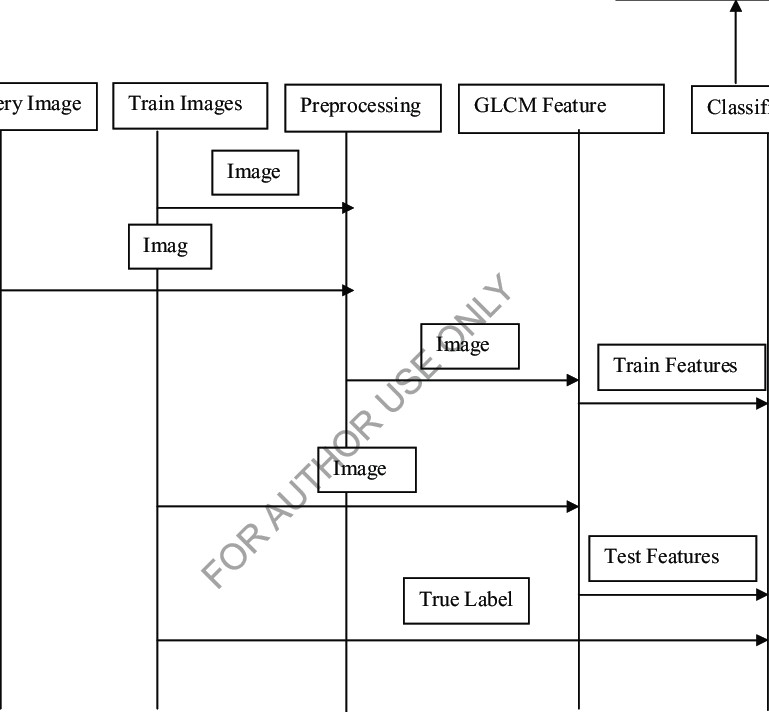 ery Image
Train Images
Preprocessing
GLCM Feature
Classifi
Image
Imag
Image
Train Features
Image
Test Features
True Label
FOR AUTHOR USE ONLY